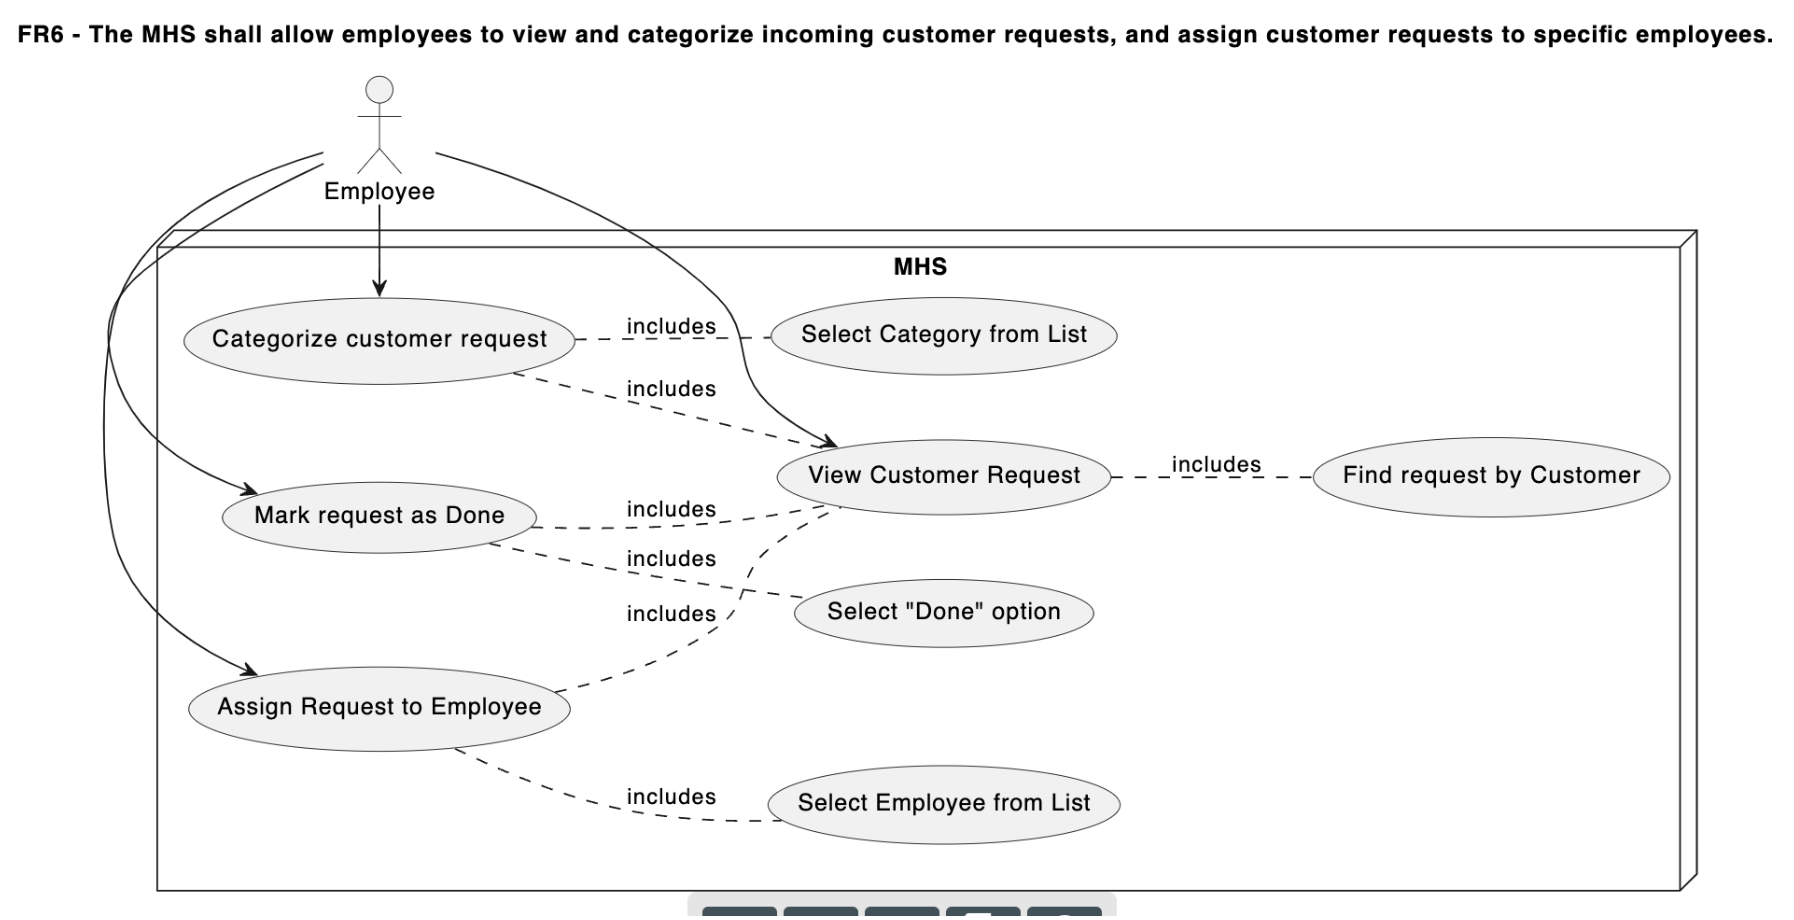 FR6 - The MHS shall allow employees to view and categorize incoming customer requests, and assign customer requests to specific employees.
Employee
MHS
Categorize customer request
includes
Select Category from List
includes
View Customer Request
includes
Find request by Customer
Mark request as Done
includes
includes
Select "Done" option
includes
Assign Request to Employee
includes
Select Employee from List